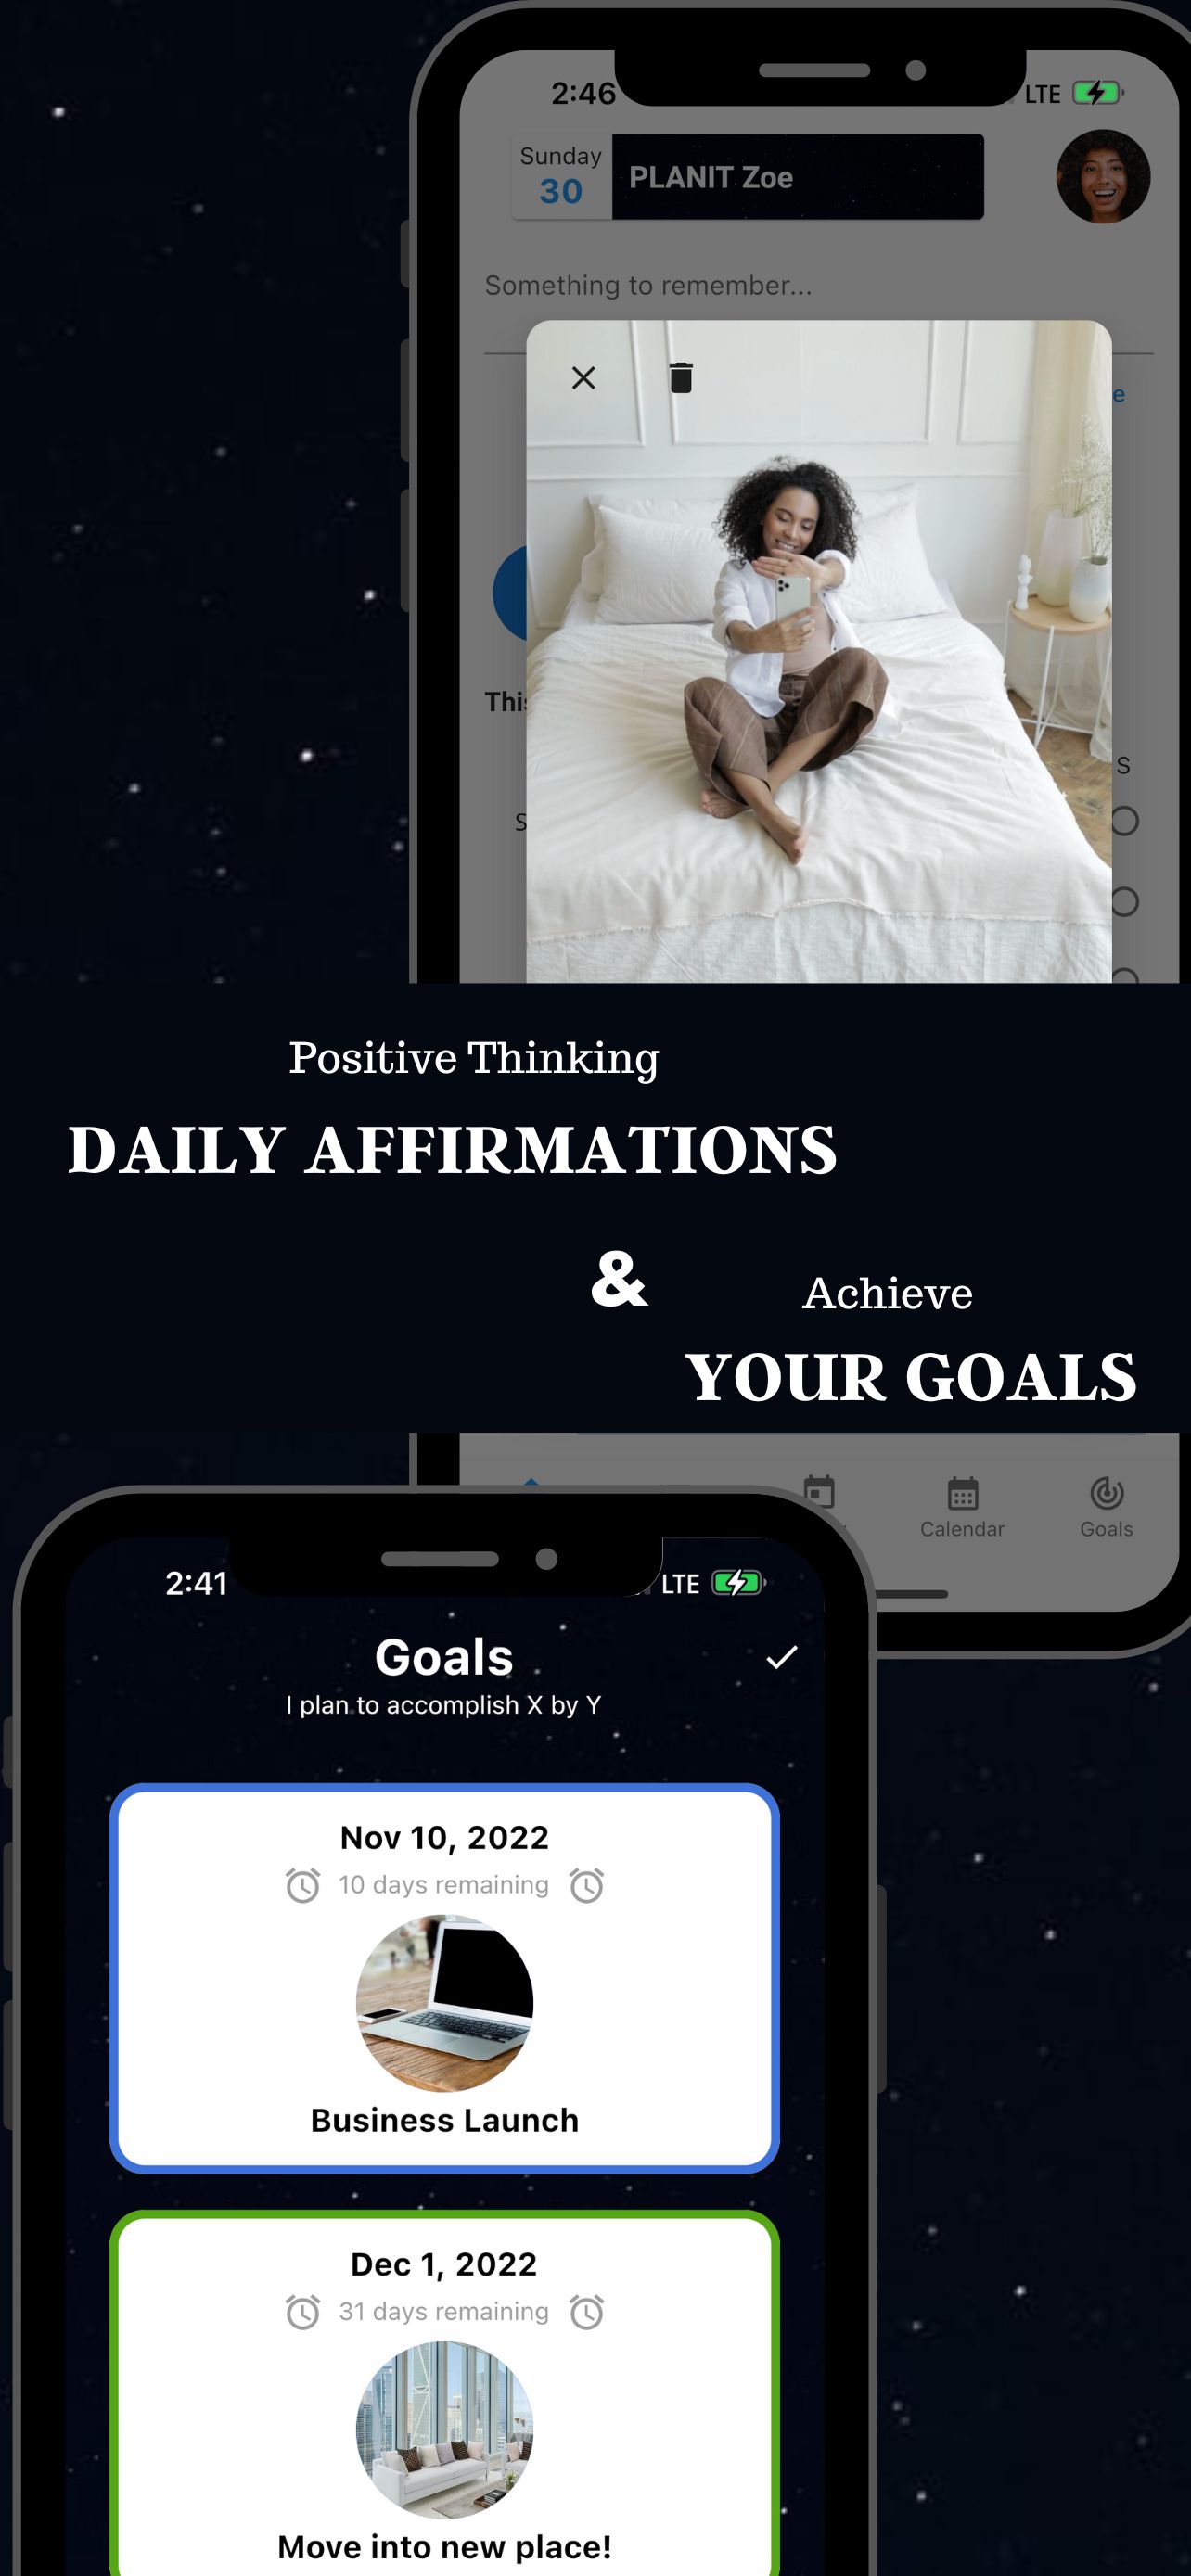 2:46 LTE
Sunday
30
PLANIT Zoe
Something to remember...
S
S
Positive Thinking
DAILY AFFIRMATIONS
&
Achieve
YOUR GOALS
Calendar
Goals
2:41 LTE
Goals
I plan to accomplish X by Y
Nov 10, 2022
10 days remaining
Business Launch
Dec 1, 2022
31 days remaining
Move into new place!